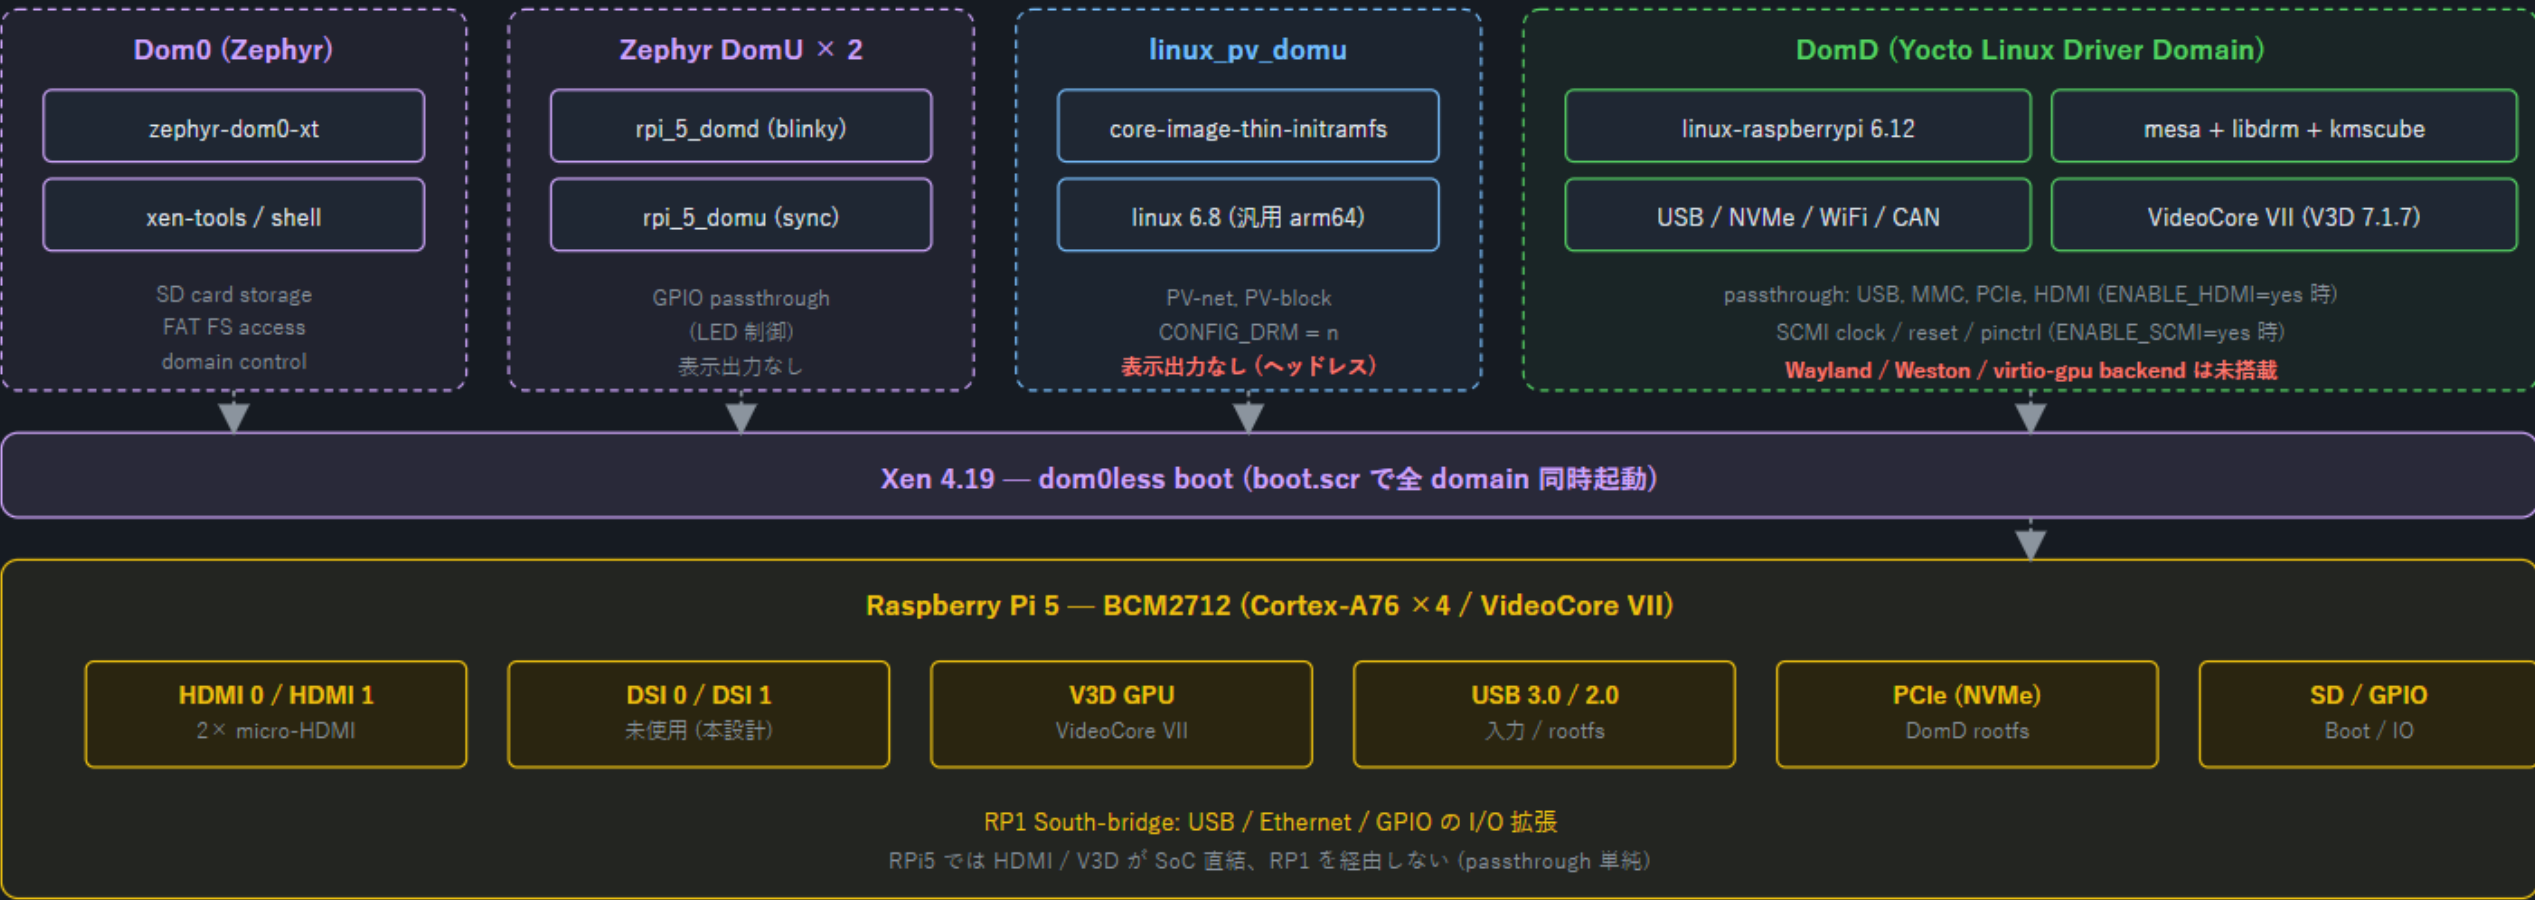 Dom0 (Zephyr)
zephyr-dom0-xt
xen-tools / shell
SD card storage
FAT FS access
domain control
Zephyr DomU × 2
rpi_5_domd (blinky)
rpi_5_domu (sync)
GPIO passthrough
(LED 制御)
表示出力なし
linux_pv_domu
core-image-thin-initramfs
linux 6.8 (汎用 arm64)
PV-net, PV-block
CONFIG_DRM = n
表示出力なし (ヘッドレス)
DomD (Yocto Linux Driver Domain)
linux-raspberrypi 6.12
mesa + libdrm + kmscube
USB / NVMe / WiFi / CAN
VideoCore VII (V3D 7.1.7)
passthrough: USB, MMC, PCIe, HDMI (ENABLE_HDMI=yes 時)
SCMI clock / reset / pinctrl (ENABLE_SCMI=yes 時)
Wayland / Weston / virtio-gpu backend は未搭載
Xen 4.19 — dom0less boot (boot.scr で全 domain 同時起動)
Raspberry Pi 5 — BCM2712 (Cortex-A76 ×4 / VideoCore VII)
HDMI 0 / HDMI 1
2× micro-HDMI
DSI 0 / DSI 1
未使用 (本設計)
V3D GPU
VideoCore VII
USB 3.0 / 2.0
入力 / rootfs
PCIe (NVMe)
DomD rootfs
SD / GPIO
Boot / IO
RP1 South-bridge: USB / Ethernet / GPIO の I/O 拡張
RPi5 では HDMI / V3D が SoC 直結、RP1 を経由しない (passthrough 単純)